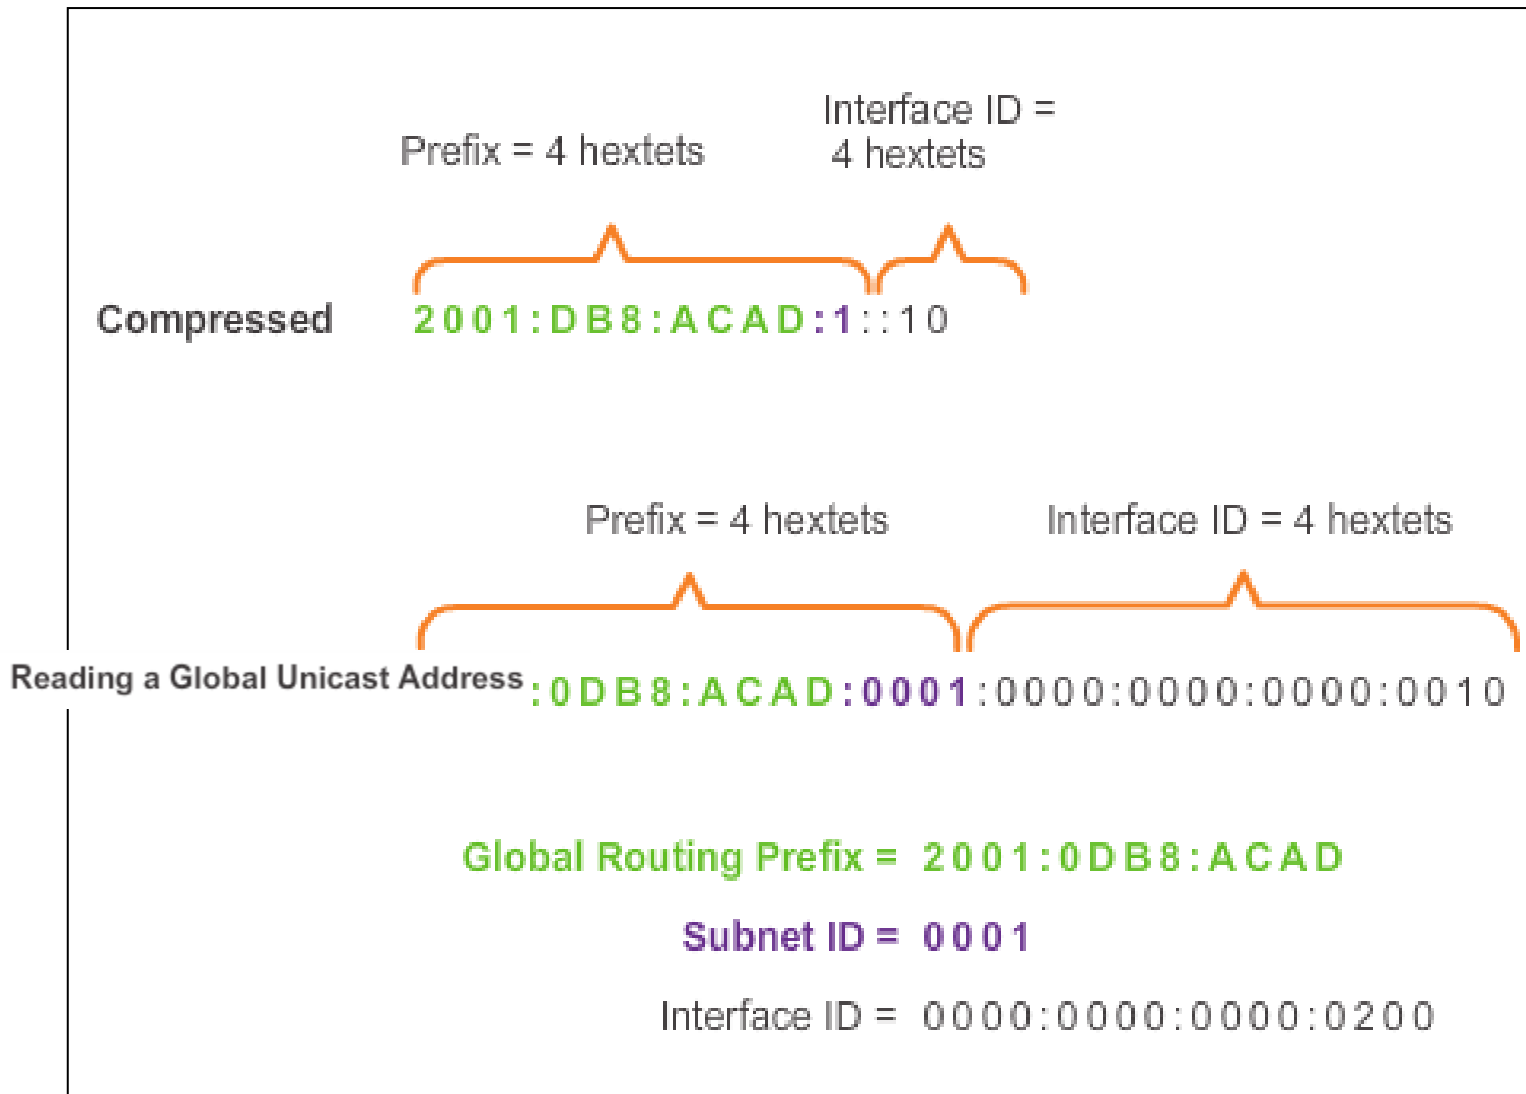 Interface ID =
Prefix = 4 hextets
4 hextets
Compressed 2001:DB8:ACAD:1::10
Prefix = 4 hextets Interface ID = 4 hextets
Reading a Global Unicast Address :0DB8:ACAD:0001:0000:0000:0000:0010
Global Routing Prefix = 2001:0DB8:ACAD
Subnet ID = 0001
Interface ID = 0000:0000:0000:0200